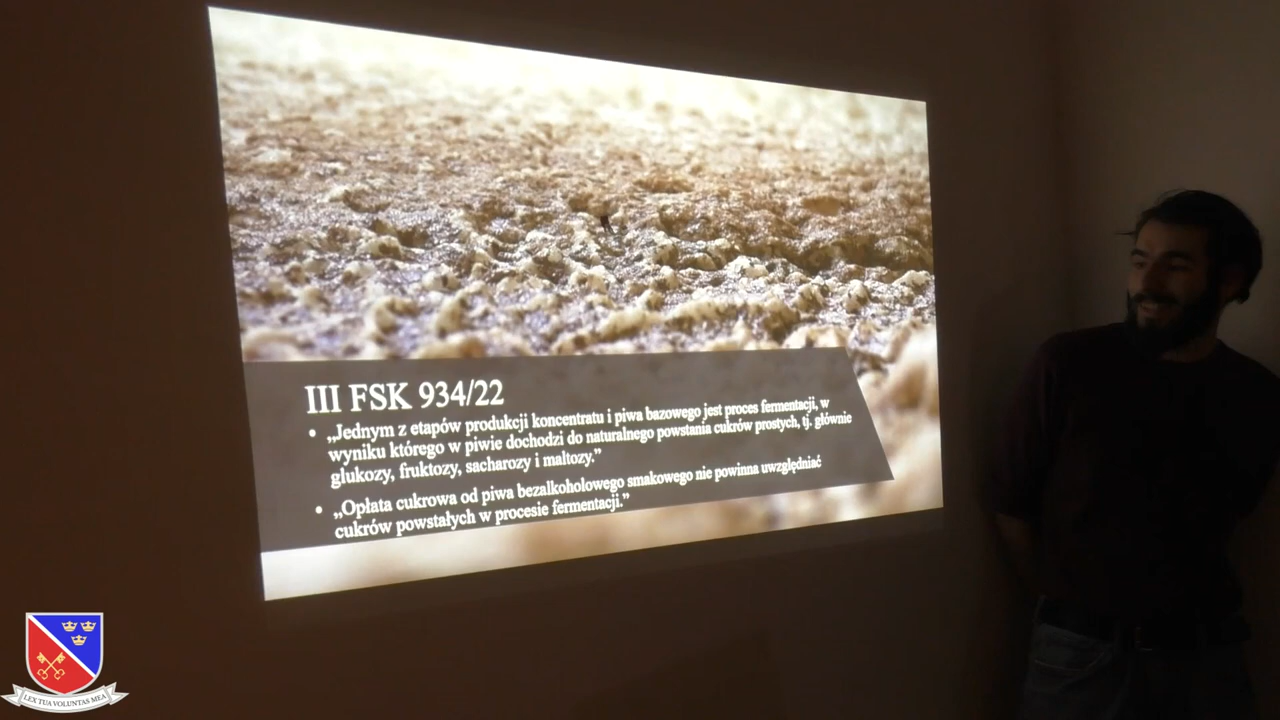 III FSK 934/22
• „Jednym z etapów produkcji koncentratu i piwa bazowego jest proces fermentacji, w
wyniku którego w piwie dochodzi do naturalnego powstania cukrów prostych, tj. głównie
glukozy, fruktozy, sacharozy i maltozy.”
• „Opłata cukrowa od piwa bezalkoholowego smakowego nie powinna uwzględniać
cukrów powstałych w procesie fermentacji.”
LEX TUA VOLUNTAS MEA